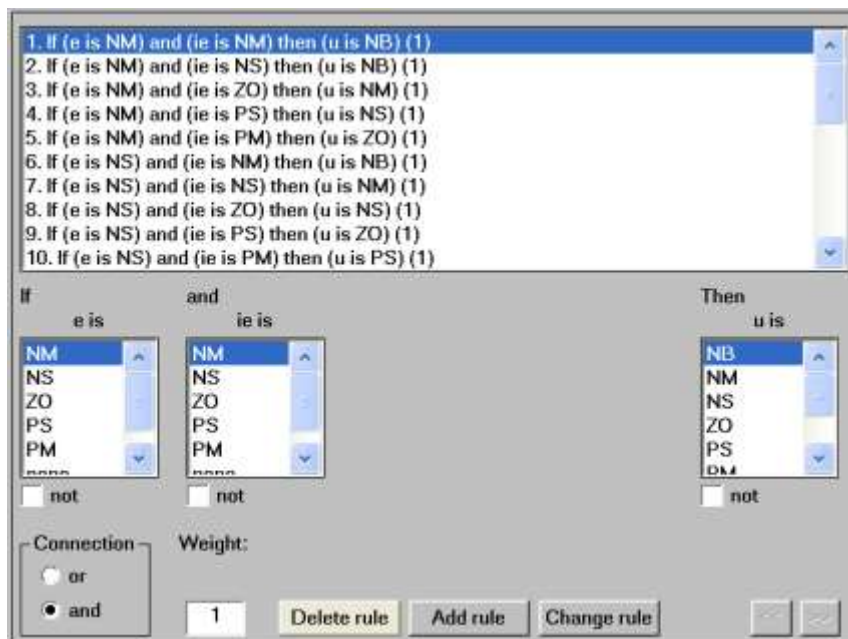 1. If (e is NM) and (ie is NM) then (u is NB) (1)
2. If (e is NM) and (ie is NS) then (u is NB) (1)
3. If (e is NM) and (ie is ZO) then (u is NM) (1)
4. If (e is NM) and (ie is PS) then (u is NS) (1)
5. If (e is NM) and (ie is PM) then (u is ZO) (1)
6. If (e is NS) and (ie is NM) then (u is NB) (1)
7. If (e is NS) and (ie is NS) then (u is NM) (1)
8. If (e is NS) and (ie is ZO) then (u is NS) (1)
9. If (e is NS) and (ie is PS) then (u is ZO) (1)
10. If (e is NS) and (ie is PM) then (u is PS) (1)
If and Then
e is ie is u is
NM
NS
ZO
PS
PM
none
not
NM
NS
ZO
PS
PM
none
not
NB
NM
NS
ZO
PS
PM
not
Connection
or
and
Weight:
1
Delete rule Add rule Change rule << >>